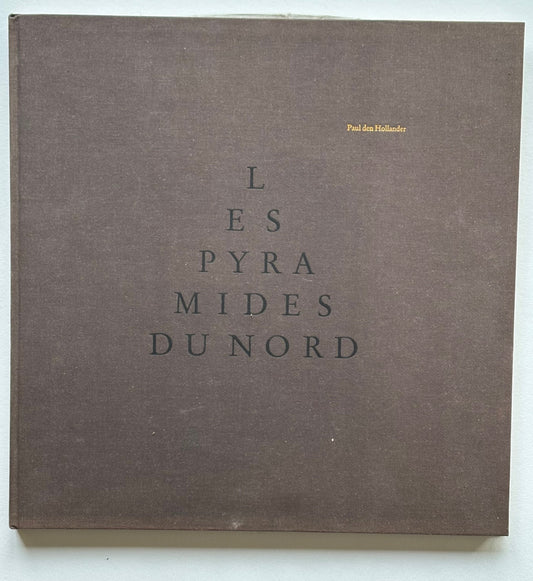 Paul den Hollander
L
ES
PYRA
MIDES
DU NORD